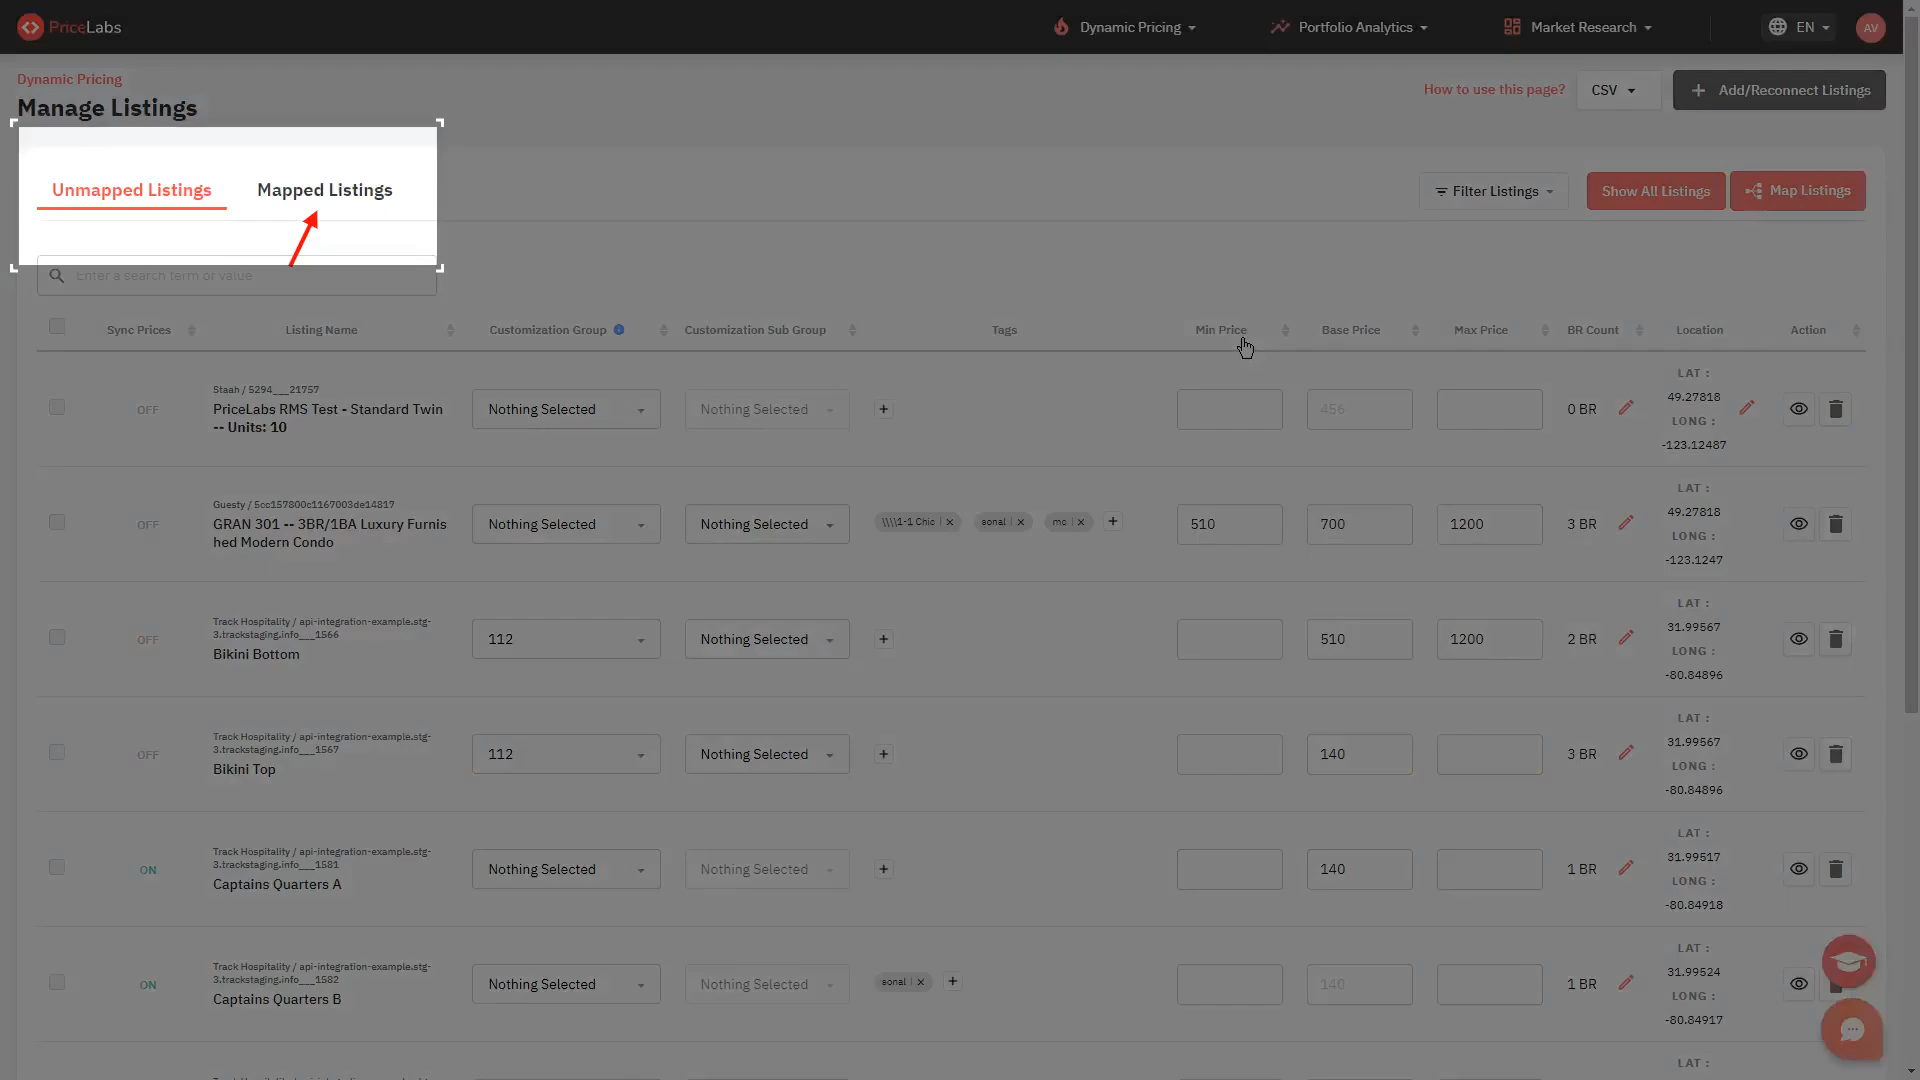 PriceLabs
Dynamic Pricing
Portfolio Analytics
Market Research
EN
AV
Dynamic Pricing
Manage Listings
How to use this page?
CSV
+ Add/Reconnect Listings
Unmapped Listings
Mapped Listings
Filter Listings
Show All Listings
Map Listings
Enter a search term or value
Sync Prices
Listing Name
Customization Group
Customization Sub Group
Tags
Min Price
Base Price
Max Price
BR Count
Location
Action
OFF
Staah / 5294___21757
PriceLabs RMS Test - Standard Twin
-- Units: 10
Nothing Selected
Nothing Selected
+
456
0 BR
LAT :
49.27818
LONG :
-123.12487
OFF
Guesty / 5cc157800c1167003de14817
GRAN 301 -- 3BR/1BA Luxury Furnis
hed Modern Condo
Nothing Selected
Nothing Selected
\\\\1-1 Chic | ×
sonal | ×
mc | ×
+
510
700
1200
3 BR
LAT :
49.27818
LONG :
-123.1247
OFF
Track Hospitality / api-integration-example.stg-
3.trackstaging.info___1566
Bikini Bottom
112
Nothing Selected
+
510
1200
2 BR
LAT :
31.99567
LONG :
-80.84896
OFF
Track Hospitality / api-integration-example.stg-
3.trackstaging.info___1567
Bikini Top
112
Nothing Selected
+
140
3 BR
LAT :
31.99567
LONG :
-80.84896
ON
Track Hospitality / api-integration-example.stg-
3.trackstaging.info___1581
Captains Quarters A
Nothing Selected
Nothing Selected
+
140
1 BR
LAT :
31.99517
LONG :
-80.84918
ON
Track Hospitality / api-integration-example.stg-
3.trackstaging.info___1582
Captains Quarters B
Nothing Selected
Nothing Selected
sonal | ×
+
140
1 BR
LAT :
31.99524
LONG :
-80.84917
LAT :